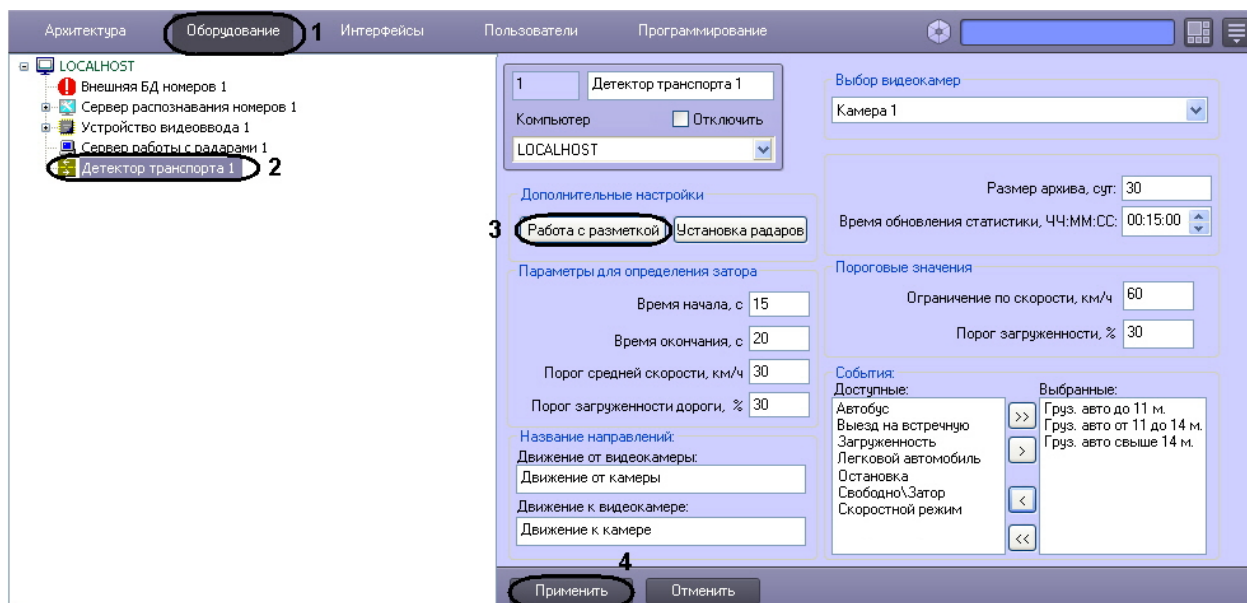 Архитектура Оборудование 1 Интерфейсы Пользователи Программирование
LOCALHOST
Внешняя БД номеров 1
Сервер распознавания номеров 1
Устройство видеоввода 1
Сервер работы с радарами 1
Детектор транспорта 1 2
1 Детектор транспорта 1
Компьютер Отключить
LOCALHOST
Дополнительные настройки
3 Работа с разметкой Установка радаров
Параметры для определения затора
Время начала, с 15
Время окончания, с 20
Порог средней скорости, км/ч 30
Порог загруженности дороги, % 30
Название направлений:
Движение от видеокамеры:
Движение от камеры
Движение к видеокамере:
Движение к камере
Выбор видеокамер
Камера 1
Размер архива, сут: 30
Время обновления статистики, ЧЧ:ММ:СС: 00:15:00
Пороговые значения
Ограничение по скорости, км/ч 60
Порог загруженности, % 30
События:
Доступные:
Автобус
Выезд на встречную
Загруженность
Легковой автомобиль
Остановка
Свободно\Затор
Скоростной режим
>>
>
<
<<
Выбранные:
Груз. авто до 11 м.
Груз. авто от 11 до 14 м.
Груз. авто свыше 14 м.
4
Применить Отменить